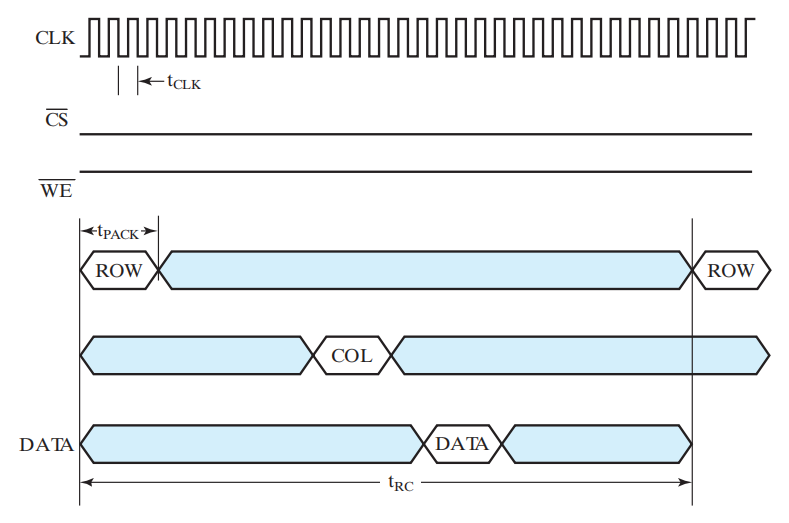 CLK
tCLK
CS
WE
tPACK
ROW ROW
COL
DATA DATA
tRC